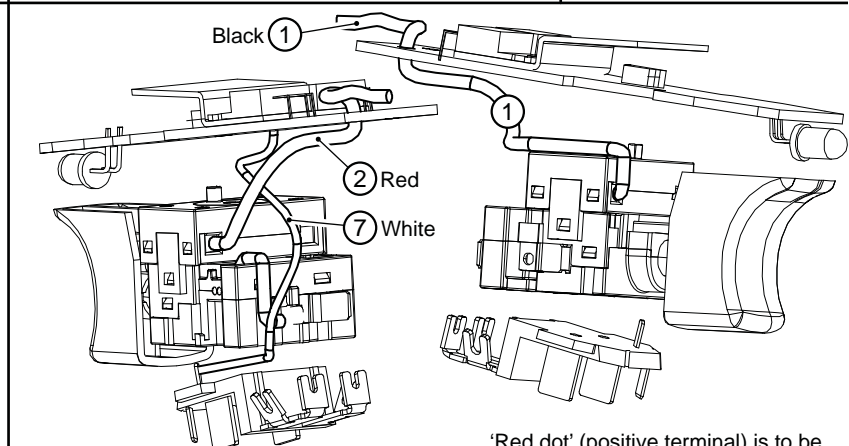 Black 1
1
2 Red
7 White
'Red dot' (positive terminal) is to be